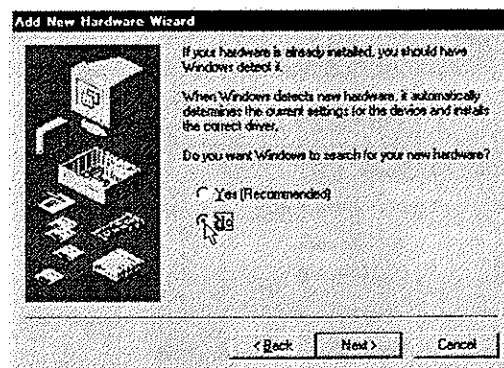 Add New Hardware Wizard
If your hardware is already installed, you should have
Windows detect it.
When Windows detects new hardware, it automatically
determines the current settings for the device and installs
the correct driver.
Do you want Windows to search for your new hardware?
Yes (Recommended)
No
< Back
Next >
Cancel